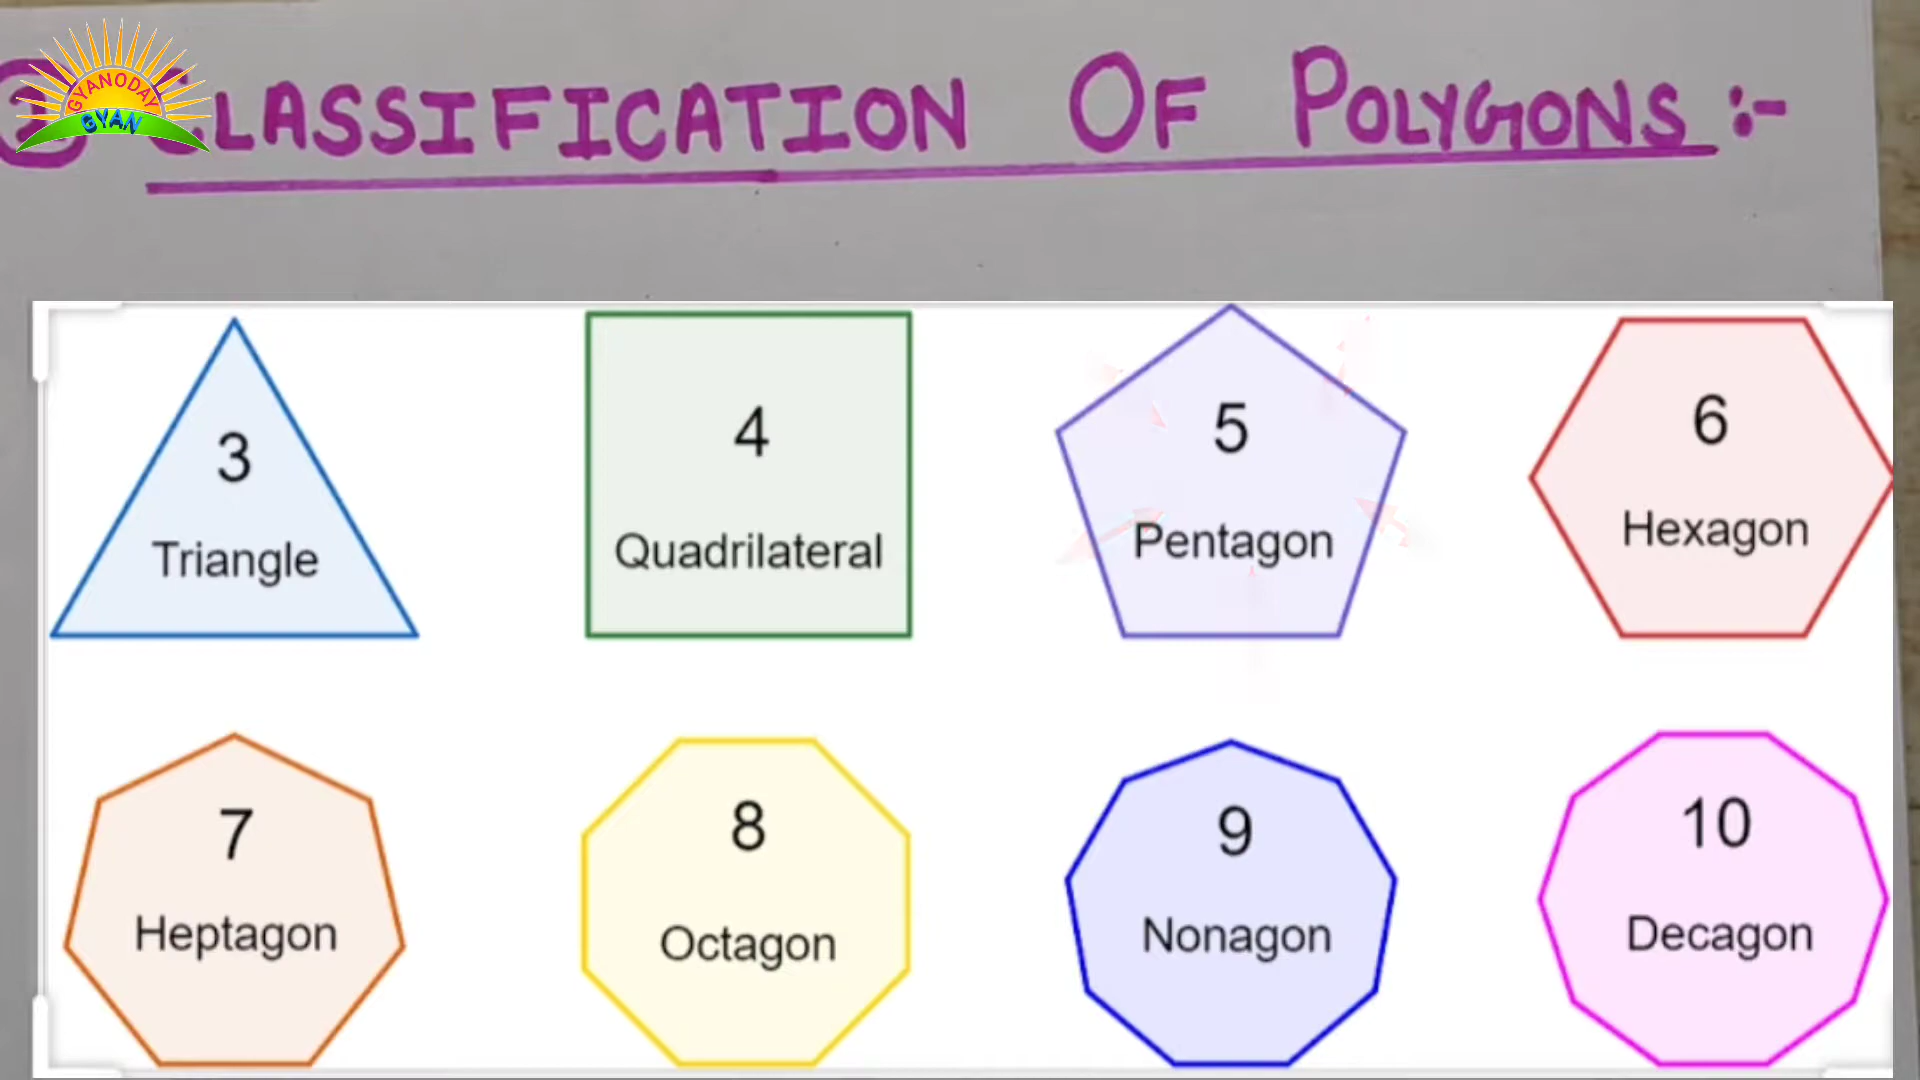 GYANODAY
GYAN
CLASSIFICATION OF POLYGONS :-
3 4 5 6
Triangle Quadrilateral Pentagon Hexagon
7 8 9 10
Heptagon Octagon Nonagon Decagon